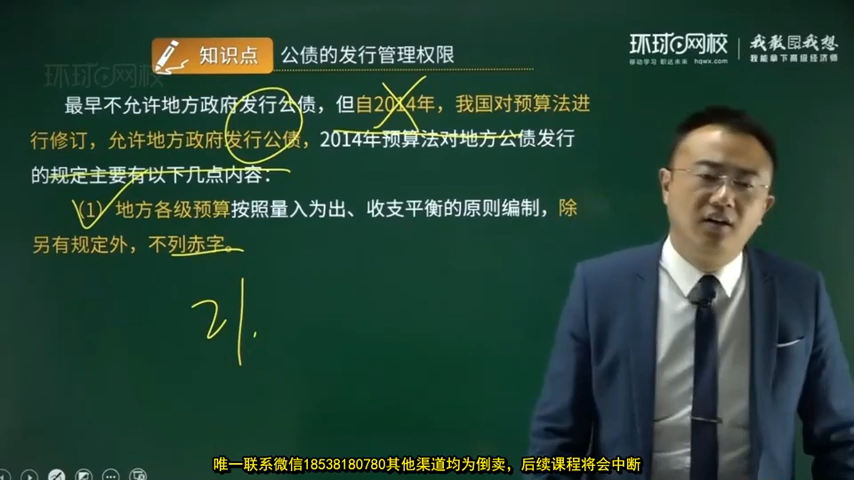 知识点 公债的发行管理权限
环球网校
移动学习 职达未来 hqwx.com
我敢 我想
我能拿下高级经济师
环球网校
最早不允许地方政府发行公债，但自2014年，我国对预算法进
行修订，允许地方政府发行公债，2014年预算法对地方公债发行
的规定主要有以下几点内容：
（1）地方各级预算按照量入为出、收支平衡的原则编制，除
另有规定外，不列赤字。
唯一联系微信18538180780其他渠道均为倒卖，后续课程将会中断